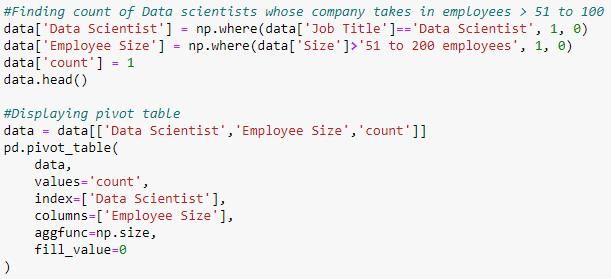 #Finding count of Data scientists whose company takes in employees > 51 to 100
data['Data Scientist'] = np.where(data['Job Title']=='Data Scientist', 1, 0)
data['Employee Size'] = np.where(data['Size']>'51 to 200 employees', 1, 0)
data['count'] = 1
data.head()

#Displaying pivot table
data = data[['Data Scientist','Employee Size','count']]
pd.pivot_table(
    data,
    values='count',
    index=['Data Scientist'],
    columns=['Employee Size'],
    aggfunc=np.size,
    fill_value=0
)